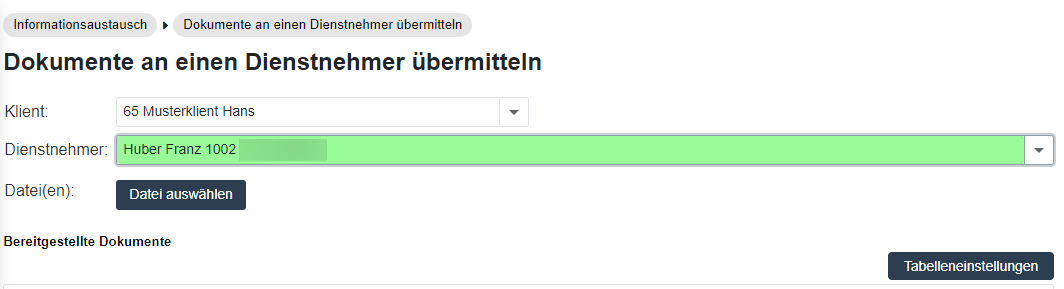 Informationsaustausch Dokumente an einen Dienstnehmer übermitteln
Dokumente an einen Dienstnehmer übermitteln
Klient: 65 Musterklient Hans
Dienstnehmer: Huber Franz 1002
Datei(en): Datei auswählen
Bereitgestellte Dokumente
Tabelleneinstellungen